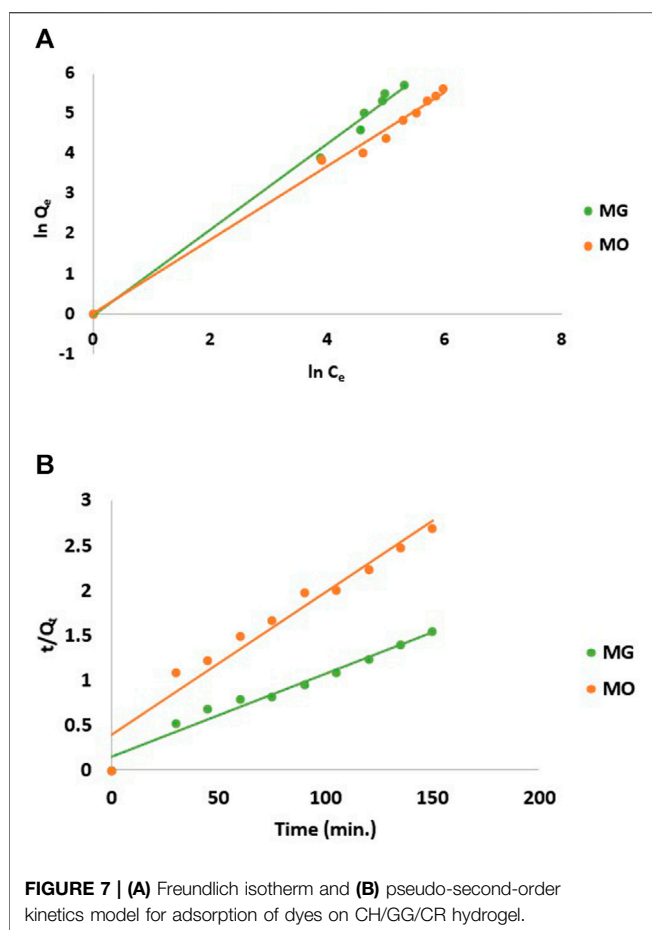 A
6
5
4
3
2
1
0
-1
ln Qe
0
2
4
6
8
ln Ce
MG
MO
B
3
2.5
2
1.5
1
0.5
0
t/Qt
0
50
100
150
200
Time (min.)
MG
MO
FIGURE 7 | (A) Freundlich isotherm and (B) pseudo-second-order
kinetics model for adsorption of dyes on CH/GG/CR hydrogel.